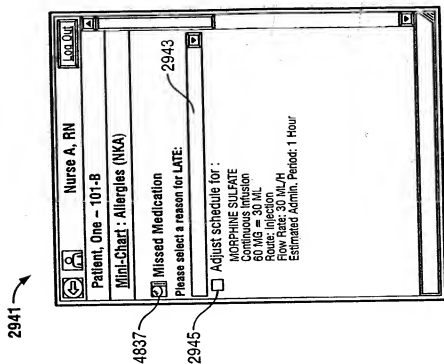 2941
Nurse A, RN Log Out
Patient, One – 101-B
Mini-Chart : Allergies (NKA)
4837 Missed Medication
Please select a reason for LATE:
2943
2945 Adjust schedule for :
MORPHINE SULFATE
Continuous Infusion
60 MG = 30 ML
Route: Injection
Flow Rate: 30 ML/H
Estimated Admin. Period: 1 Hour